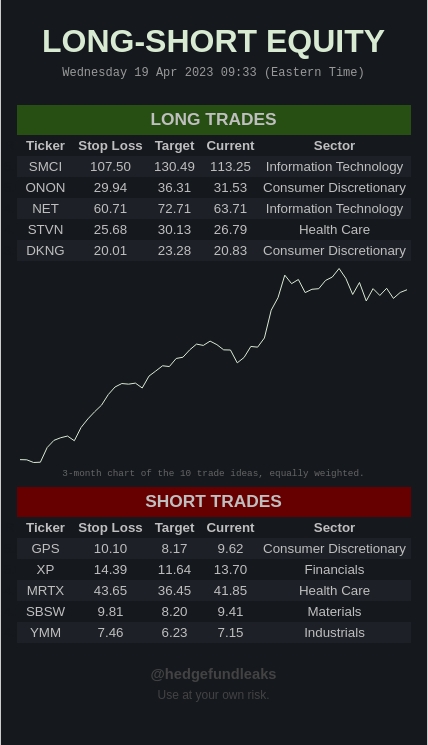 LONG-SHORT EQUITY
Wednesday 19 Apr 2023 09:33 (Eastern Time)
LONG TRADES
Ticker Stop Loss Target Current Sector
SMCI 107.50 130.49 113.25 Information Technology
ONON 29.94 36.31 31.53 Consumer Discretionary
NET 60.71 72.71 63.71 Information Technology
STVN 25.68 30.13 26.79 Health Care
DKNG 20.01 23.28 20.83 Consumer Discretionary
3-month chart of the 10 trade ideas, equally weighted.
SHORT TRADES
Ticker Stop Loss Target Current Sector
GPS 10.10 8.17 9.62 Consumer Discretionary
XP 14.39 11.64 13.70 Financials
MRTX 43.65 36.45 41.85 Health Care
SBSW 9.81 8.20 9.41 Materials
YMM 7.46 6.23 7.15 Industrials
@hedgefundleaks
Use at your own risk.